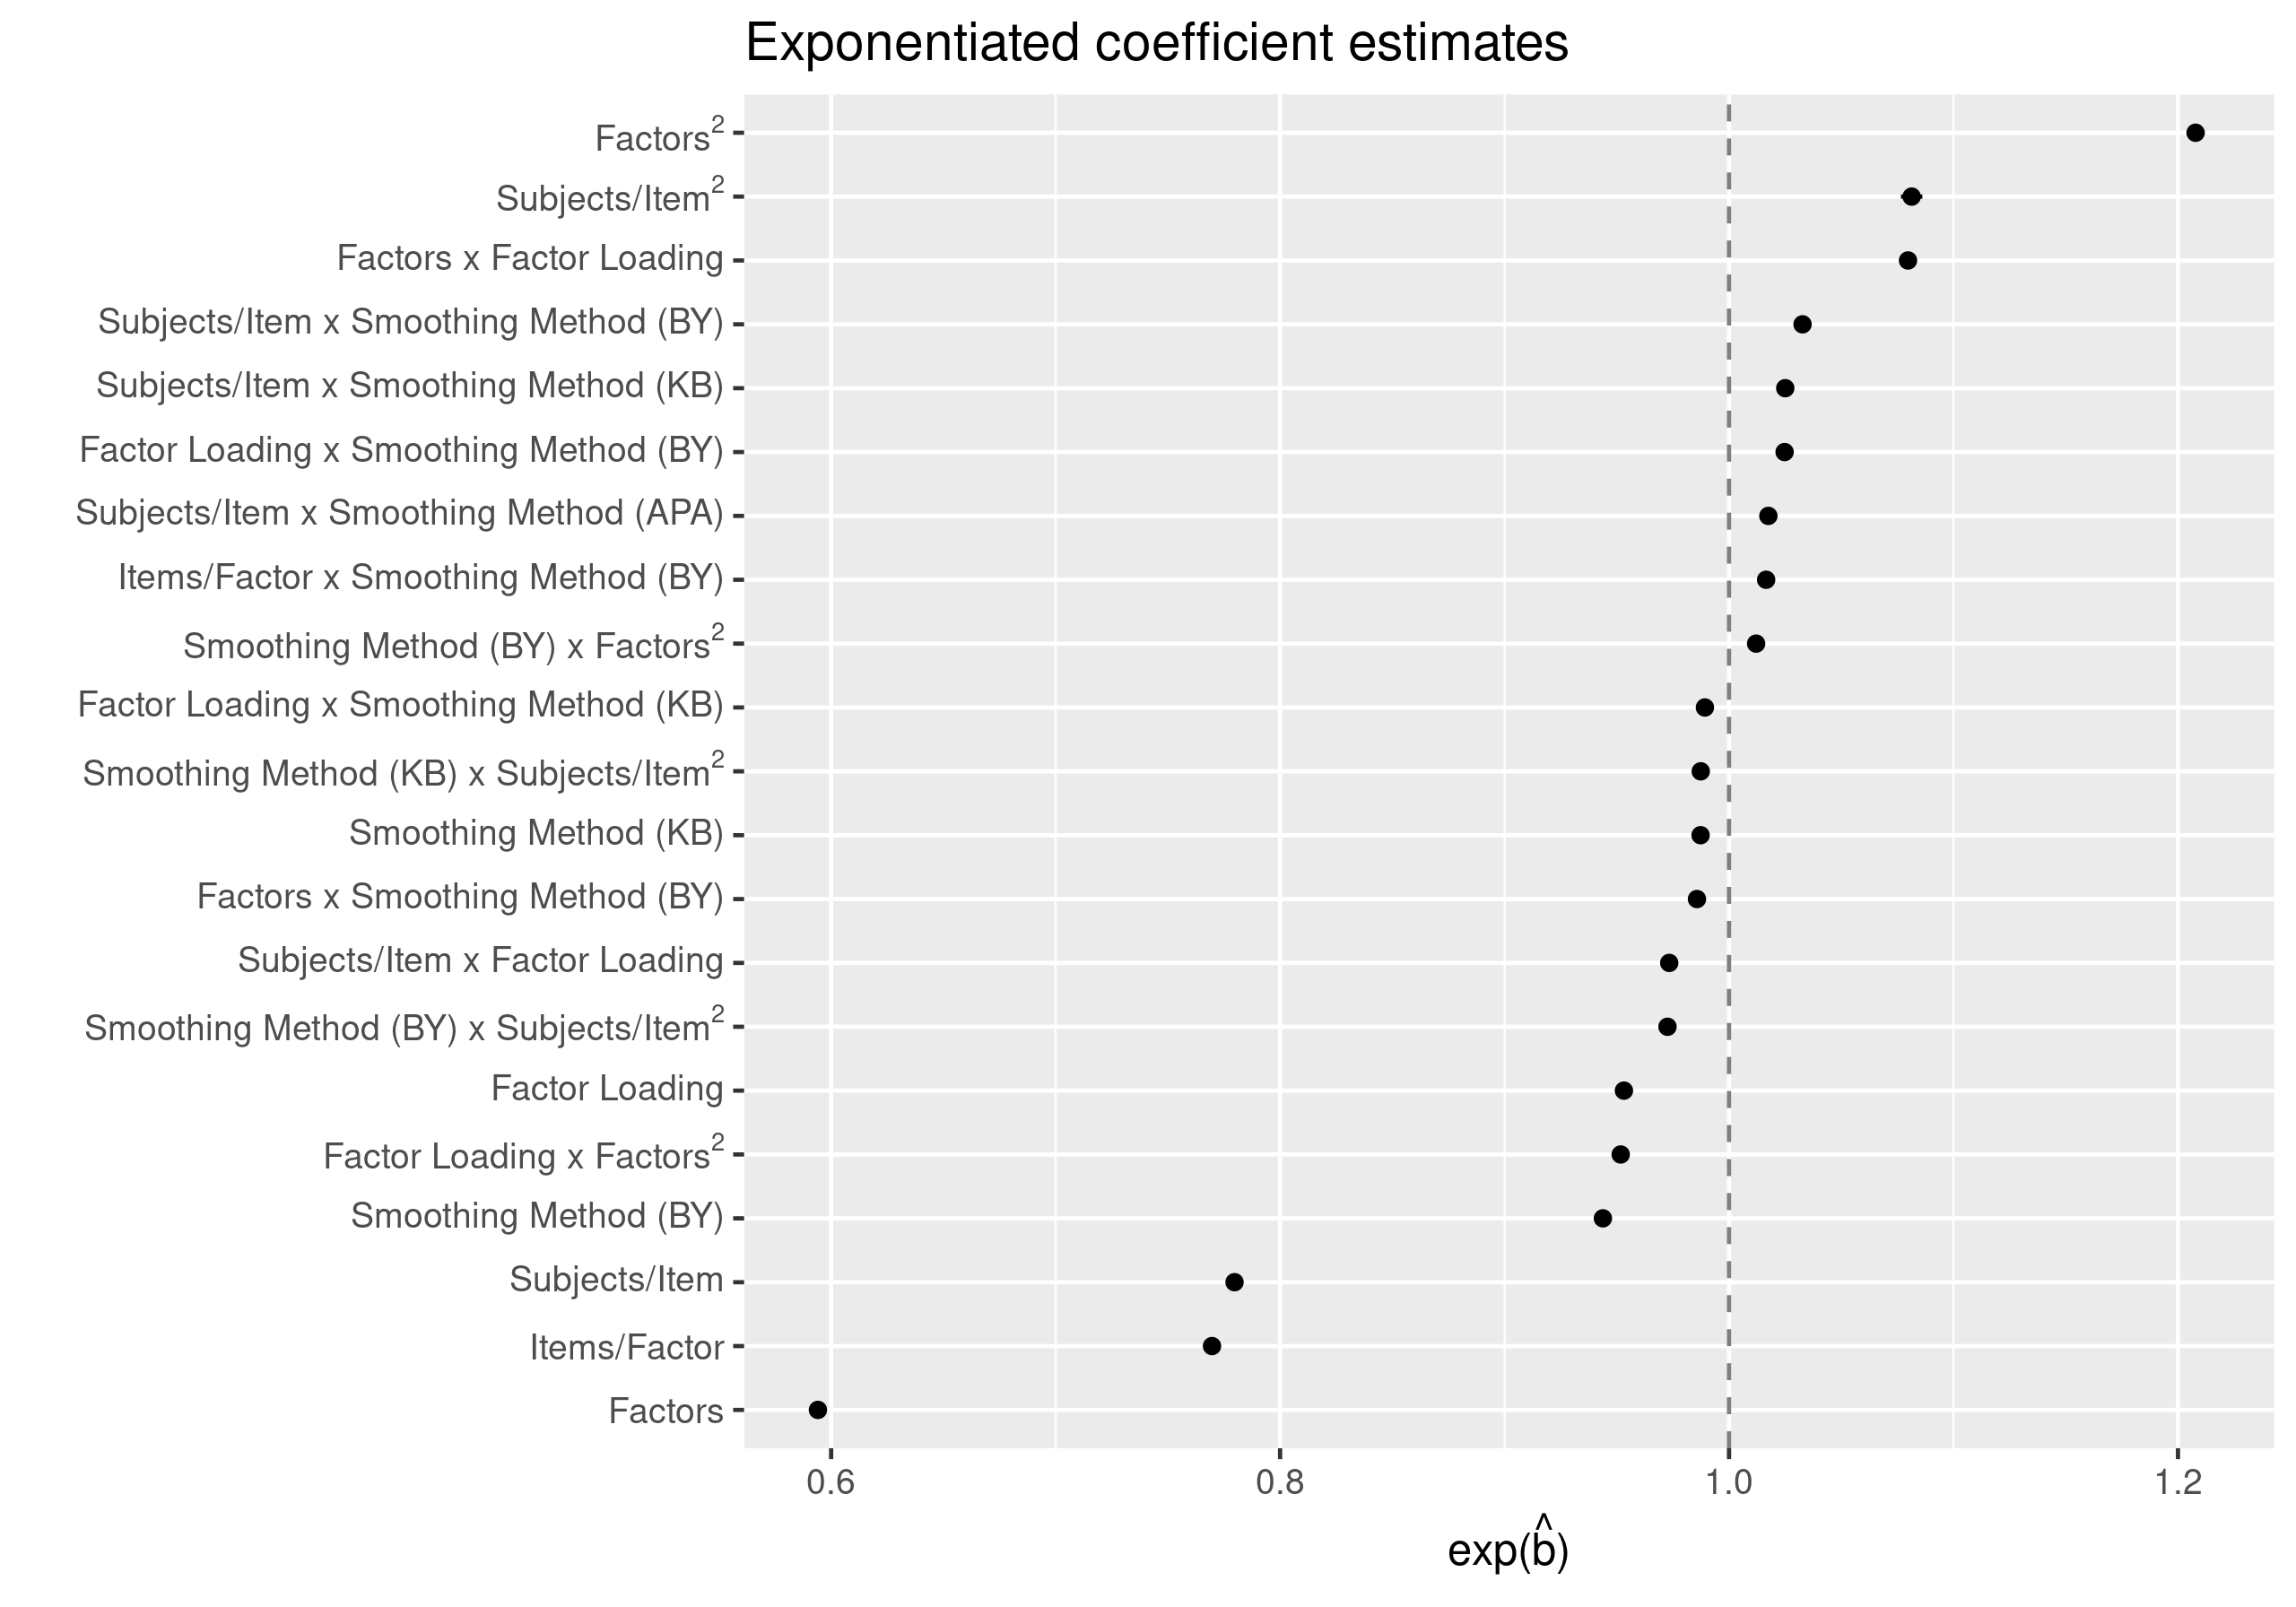 Exponentiated coefficient estimates
Factors²
Subjects/Item²
Factors x Factor Loading
Subjects/Item x Smoothing Method (BY)
Subjects/Item x Smoothing Method (KB)
Factor Loading x Smoothing Method (BY)
Subjects/Item x Smoothing Method (APA)
Items/Factor x Smoothing Method (BY)
Smoothing Method (BY) x Factors²
Factor Loading x Smoothing Method (KB)
Smoothing Method (KB) x Subjects/Item²
Smoothing Method (KB)
Factors x Smoothing Method (BY)
Subjects/Item x Factor Loading
Smoothing Method (BY) x Subjects/Item²
Factor Loading
Factor Loading x Factors²
Smoothing Method (BY)
Subjects/Item
Items/Factor
Factors
0.6 0.8 1.0 1.2
exp(b̂)